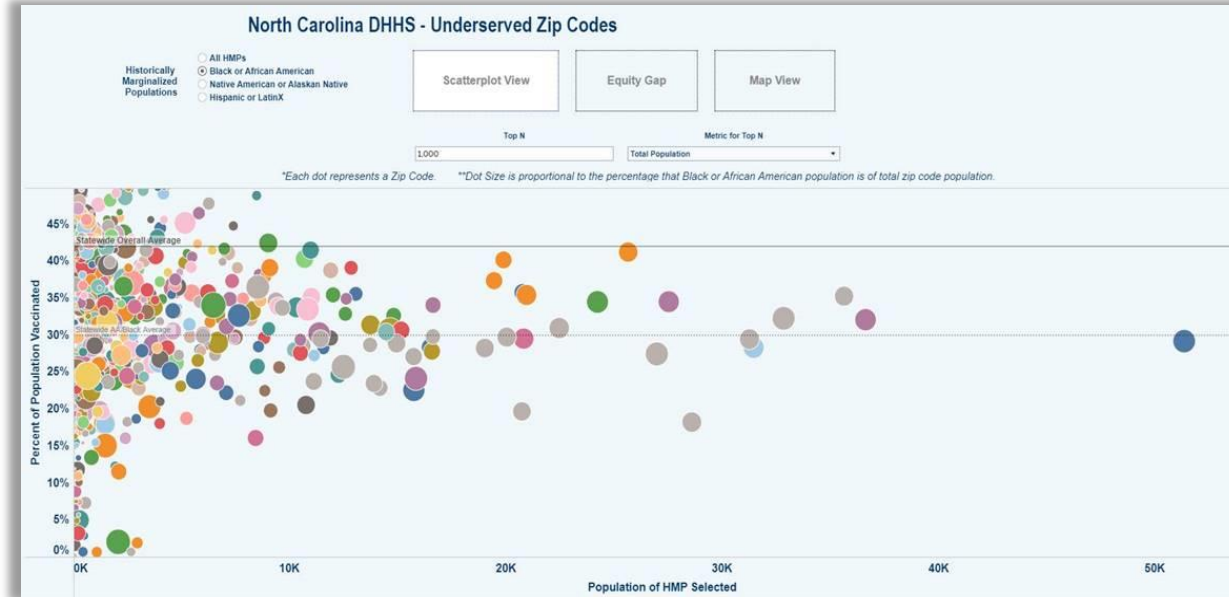 North Carolina DHHS - Underserved Zip Codes
Historically
Marginalized
Populations
All HMPs
Black or African American
Native American or Alaskan Native
Hispanic or LatinX
Scatterplot View
Equity Gap
Map View
Top N
Metric for Top N
1,000
Total Population
*Each dot represents a Zip Code. **Dot Size is proportional to the percentage that Black or African American population is of total zip code population.
Percent of Population Vaccinated
45%
Statewide Overall Average
40%
35%
Statewide AA/Black Average
30%
25%
20%
15%
10%
5%
0%
0K 10K 20K 30K 40K 50K
Population of HMP Selected